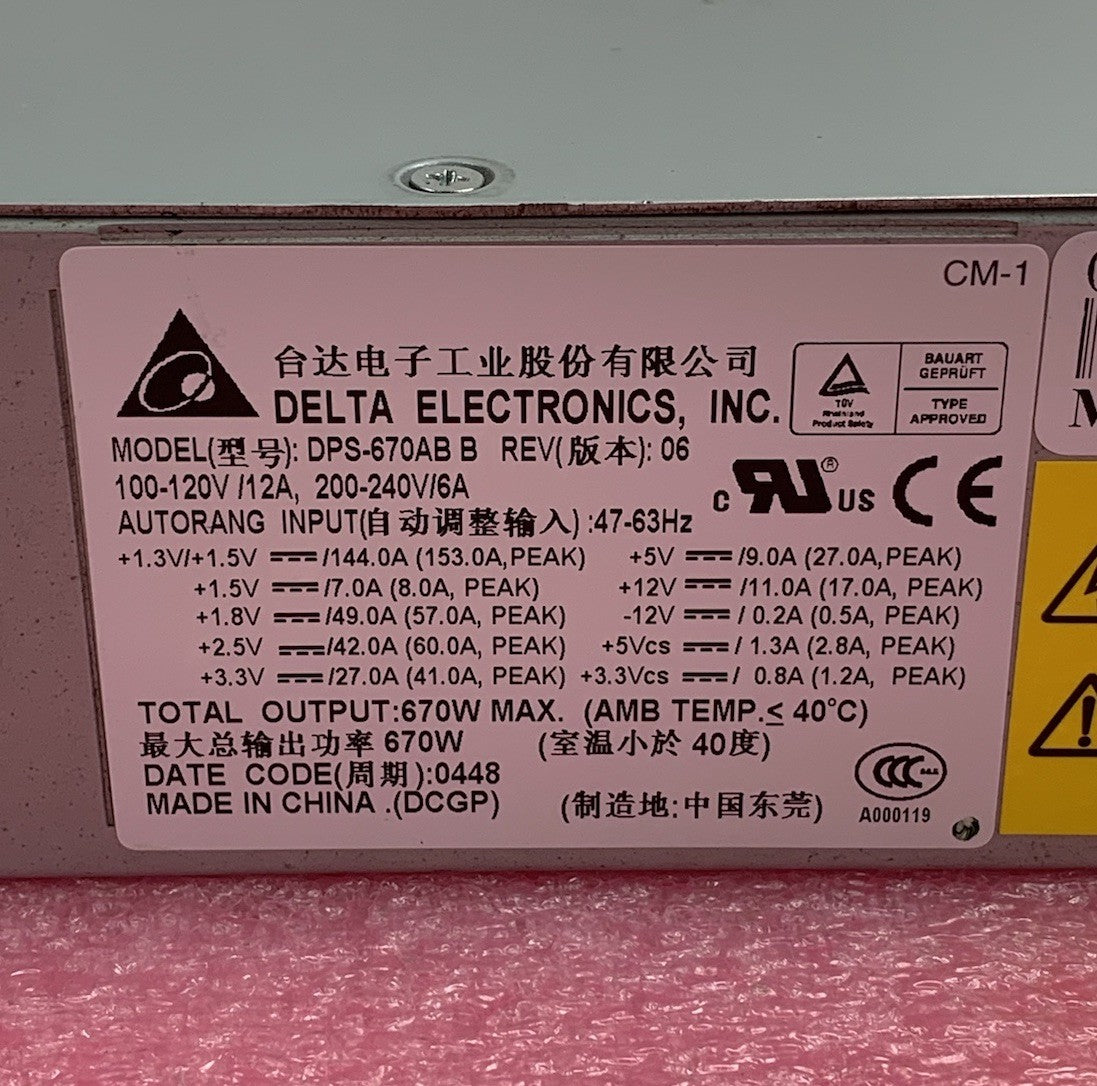 CM-1
台达电子工业股份有限公司
DELTA ELECTRONICS, INC.
TÜV
Rheinland
Product Safety
BAUART
GEPRÜFT
TYPE
APPROVED
MODEL(型号): DPS-670AB B REV(版本): 06
100-120V /12A, 200-240V/6A
c RU ® US CE
AUTORANG INPUT(自动调整输入) :47-63Hz
+1.3V/+1.5V /144.0A (153.0A,PEAK) +5V /9.0A (27.0A,PEAK)
+1.5V /7.0A (8.0A, PEAK) +12V /11.0A (17.0A, PEAK)
+1.8V /49.0A (57.0A, PEAK) -12V / 0.2A (0.5A, PEAK)
+2.5V /42.0A (60.0A, PEAK) +5Vcs / 1.3A (2.8A, PEAK)
+3.3V /27.0A (41.0A, PEAK) +3.3Vcs / 0.8A (1.2A, PEAK)
TOTAL OUTPUT:670W MAX. (AMB TEMP.≤ 40°C)
最大总输出功率 670W (室温小於 40度)
DATE CODE(周期):0448
MADE IN CHINA .(DCGP) (制造地:中国东莞)
CCC
A000119